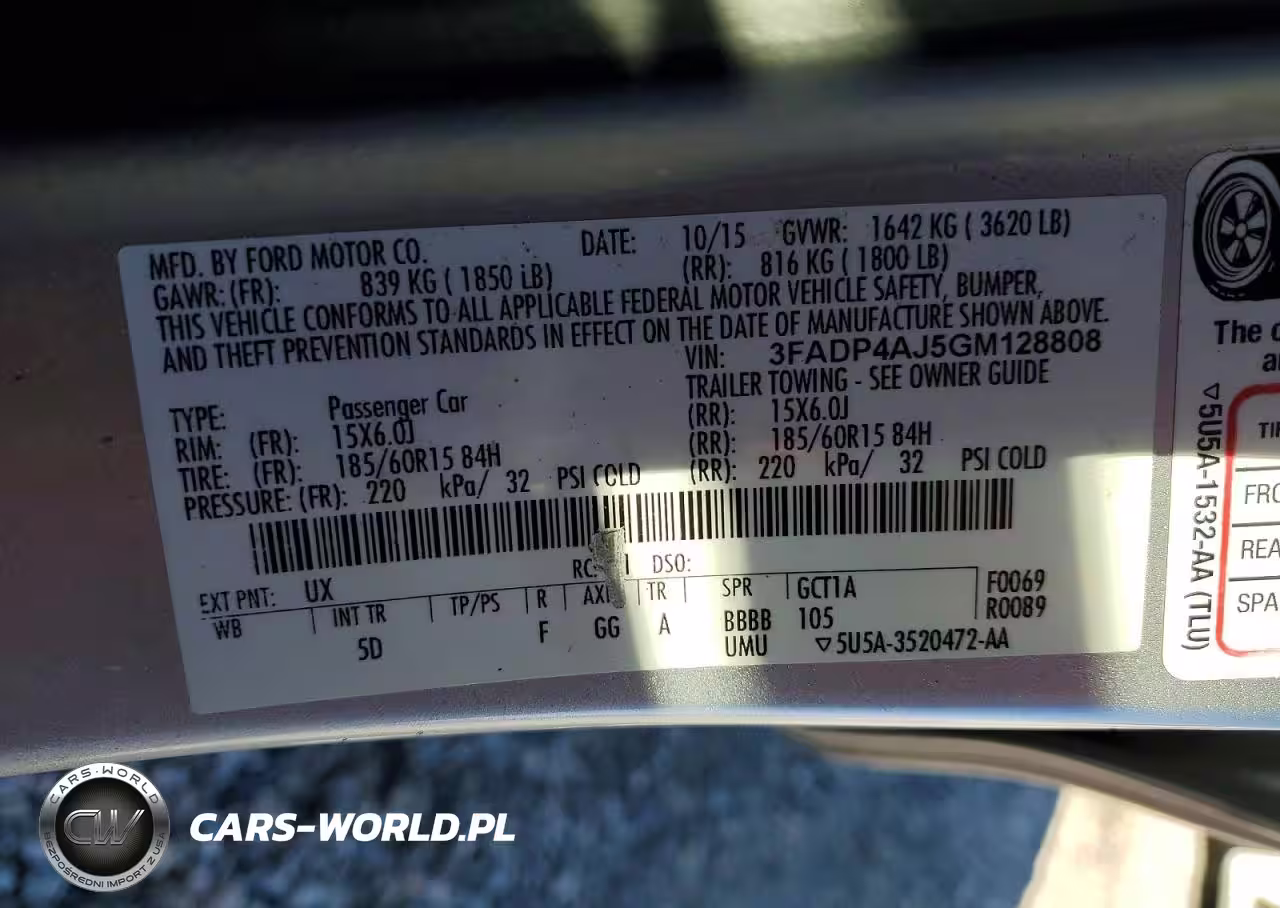 MFD. BY FORD MOTOR CO. DATE: 10/15 GVWR: 1642 KG ( 3620 LB)
GAWR: (FR): 839 KG ( 1850 LB) (RR): 816 KG ( 1800 LB)
THIS VEHICLE CONFORMS TO ALL APPLICABLE FEDERAL MOTOR VEHICLE SAFETY, BUMPER,
AND THEFT PREVENTION STANDARDS IN EFFECT ON THE DATE OF MANUFACTURE SHOWN ABOVE.
VIN: 3FADP4AJ5GM128808
TYPE: Passenger Car TRAILER TOWING - SEE OWNER GUIDE
RIM: (FR): 15X6.0J (RR): 15X6.0J
TIRE: (FR): 185/60R15 84H (RR): 185/60R15 84H
PRESSURE: (FR): 220 kPa/ 32 PSI COLD (RR): 220 kPa/ 32 PSI COLD
EXT PNT: UX DSO:
WB INT TR TP/PS R TR SPR GCT1A F0069
5D F GG A BBBB 105 R0089
UMU ▽5U5A-3520472-AA
▽5U5A-1532-AA (TLU)
The
FRO
REA
SPA
CARS-WORLD
CW
BEZPOŚREDNI IMPORT Z USA
CARS-WORLD.PL